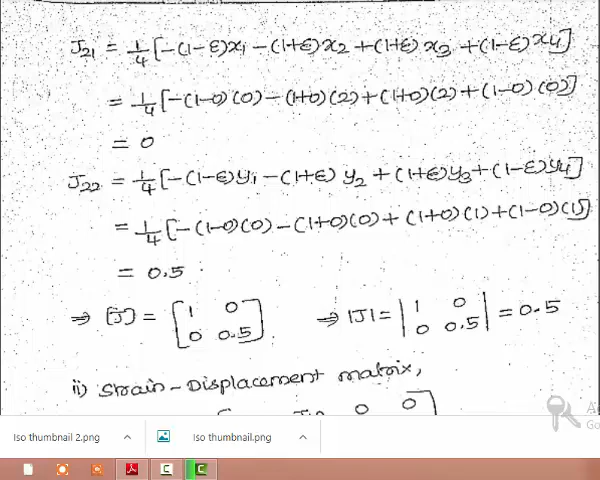 J₂₁ = 1/4 [-(1-ε)x₁ -(1+ε)x₂ +(1+ε)x₃ +(1-ε)x₄]
= 1/4 [-(1-0)(0) -(1+0)(2)+(1+0)(2)+(1-0)(0)]
= 0
J₂₂ = 1/4 [-(1-ε)y₁ -(1+ε)y₂ +(1+ε)y₃+(1-ε)y₄]
= 1/4 [-(1-0)(0) -(1+0)(0)+(1+0)(1)+(1-0)(1)]
= 0.5
⇒ [J] = [1 0 ⇒ |J| = |1 0| = 0.5
0 0.5] |0 0.5|
ii) Strain-Displacement matrix,
0 0
Iso thumbnail 2.png Iso thumbnail.png